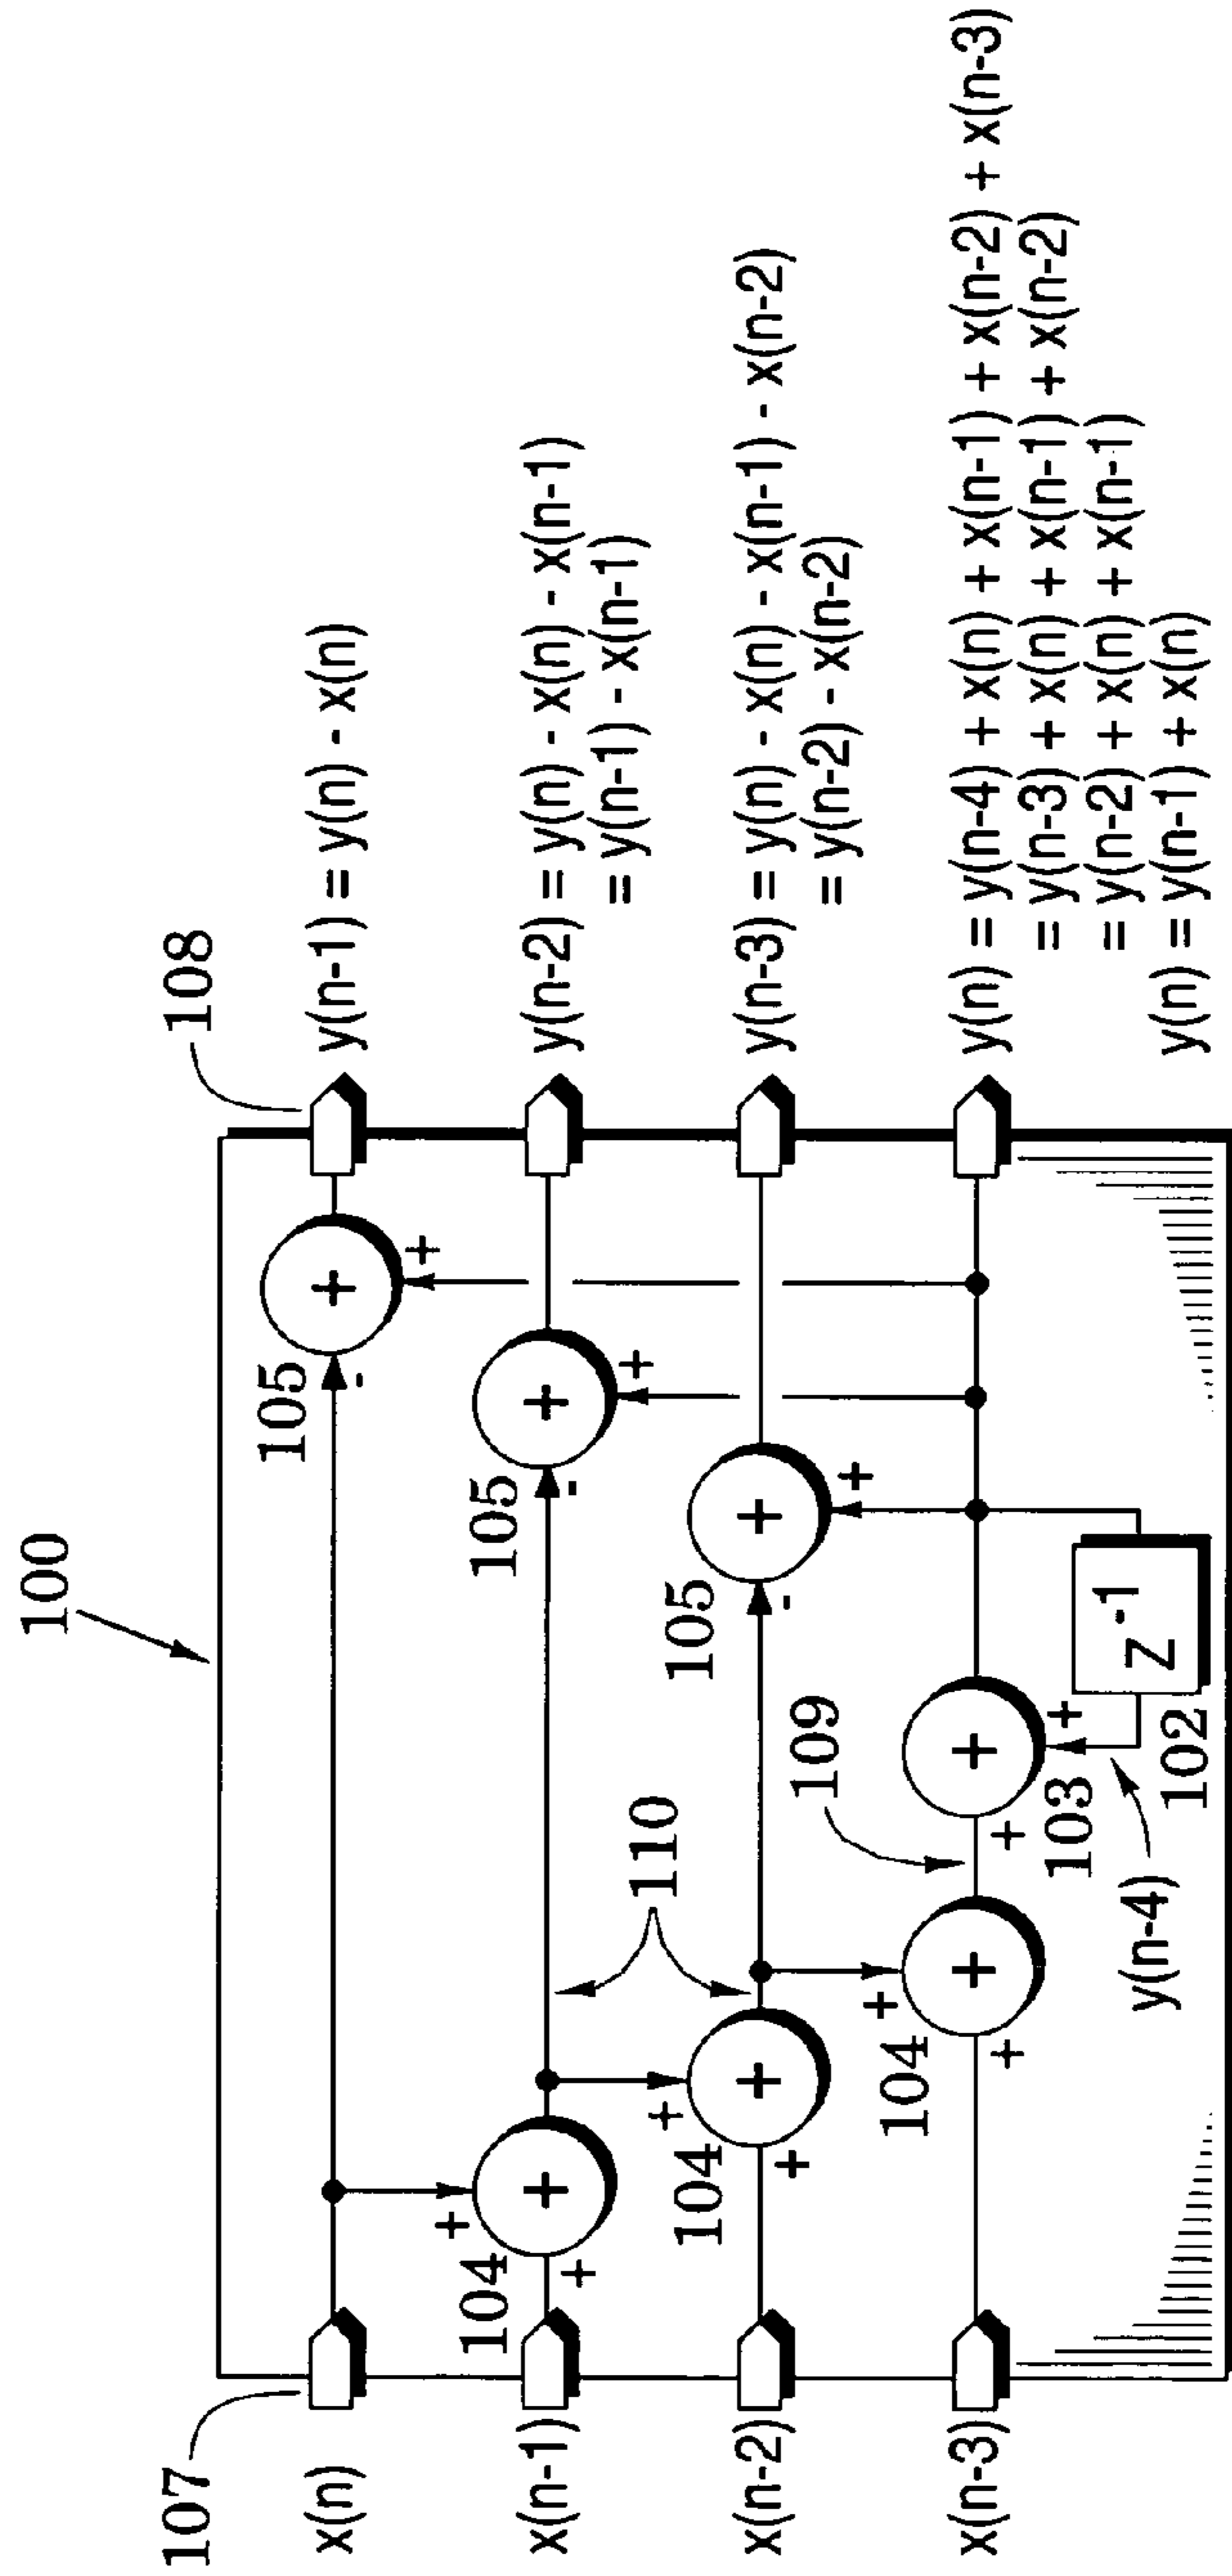 100
107
108
x(n)
105
-
+
+
y(n-1) = y(n) - x(n)
x(n-1)
104
+
+
+
110
105
-
+
+
y(n-2) = y(n) - x(n) - x(n-1)
= y(n-1) - x(n-1)
x(n-2)
104
+
+
+
109
105
-
+
+
y(n-3) = y(n) - x(n) - x(n-1) - x(n-2)
= y(n-2) - x(n-2)
x(n-3)
104
+
+
+
+
+
+
103
y(n) = y(n-4) + x(n) + x(n-1) + x(n-2) + x(n-3)
= y(n-3) + x(n) + x(n-1) + x(n-2)
= y(n-2) + x(n) + x(n-1)
y(n) = y(n-1) + x(n)
y(n-4)
z-1
102